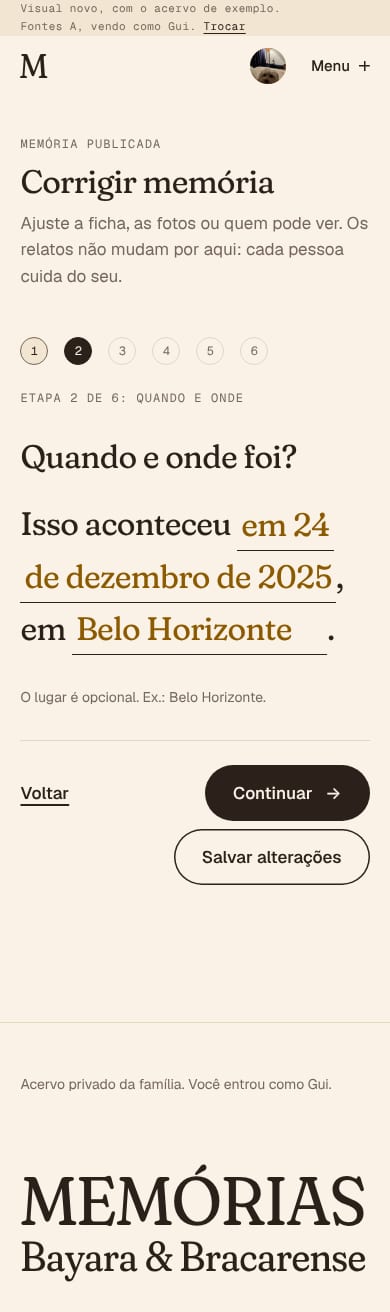 Visual novo, com o acervo de exemplo.
Fontes A, vendo como Gui. Trocar
M
Menu +
MEMÓRIA PUBLICADA
Corrigir memória
Ajuste a ficha, as fotos ou quem pode ver. Os
relatos não mudam por aqui: cada pessoa
cuida do seu.
1 2 3 4 5 6
ETAPA 2 DE 6: QUANDO E ONDE
Quando e onde foi?
Isso aconteceu em 24
de dezembro de 2025,
em Belo Horizonte .
O lugar é opcional. Ex.: Belo Horizonte.
Voltar
Continuar →
Salvar alterações
Acervo privado da família. Você entrou como Gui.
MEMÓRIAS
Bayara & Bracarense